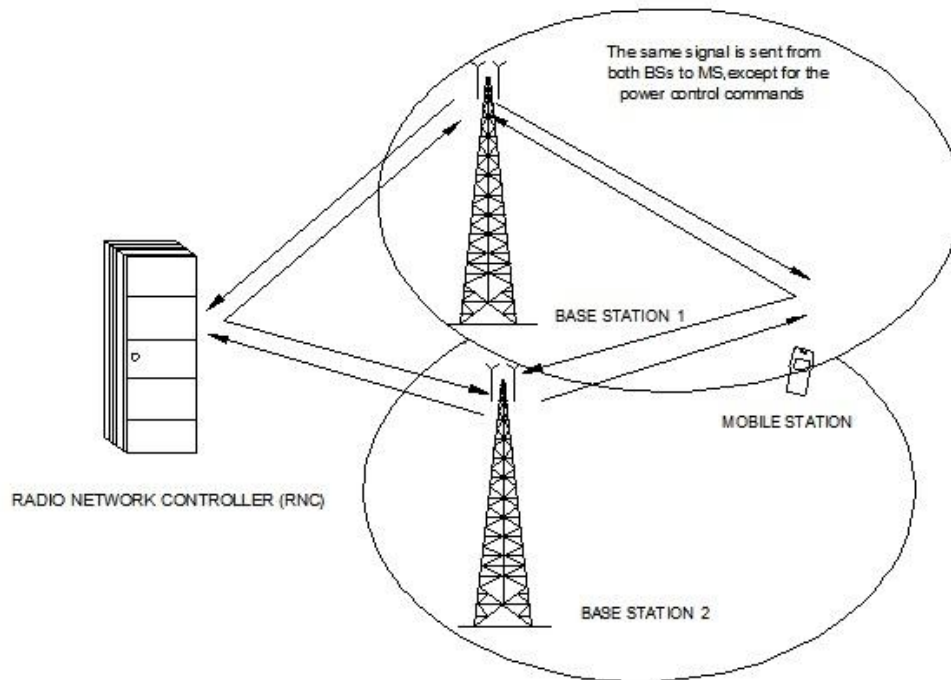 The same signal is sent from
both BSs to MS,except for the
power control commands
BASE STATION 1
MOBILE STATION
RADIO NETWORK CONTROLLER (RNC)
BASE STATION 2